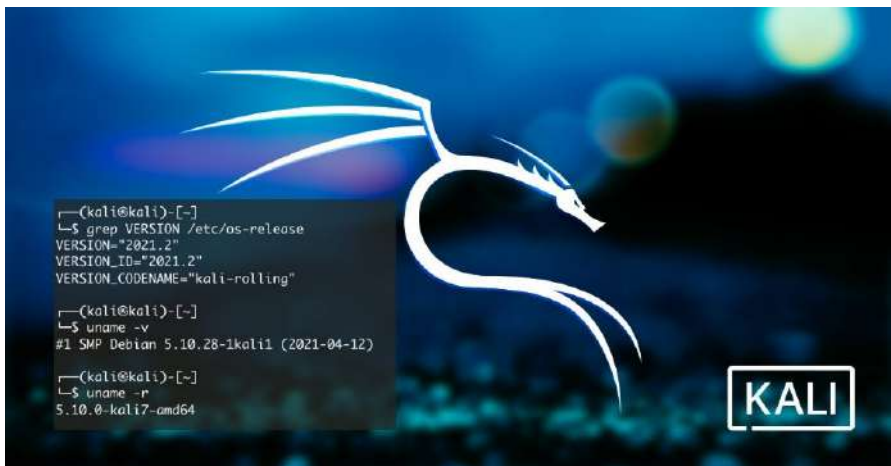 ┌──(kali㉿kali)-[~]
└─$ grep VERSION /etc/os-release
VERSION="2021.2"
VERSION_ID="2021.2"
VERSION_CODENAME="kali-rolling"
┌──(kali㉿kali)-[~]
└─$ uname -v
#1 SMP Debian 5.10.28-1kali1 (2021-04-12)
┌──(kali㉿kali)-[~]
└─$ uname -r
5.10.0-kali7-amd64
KALI